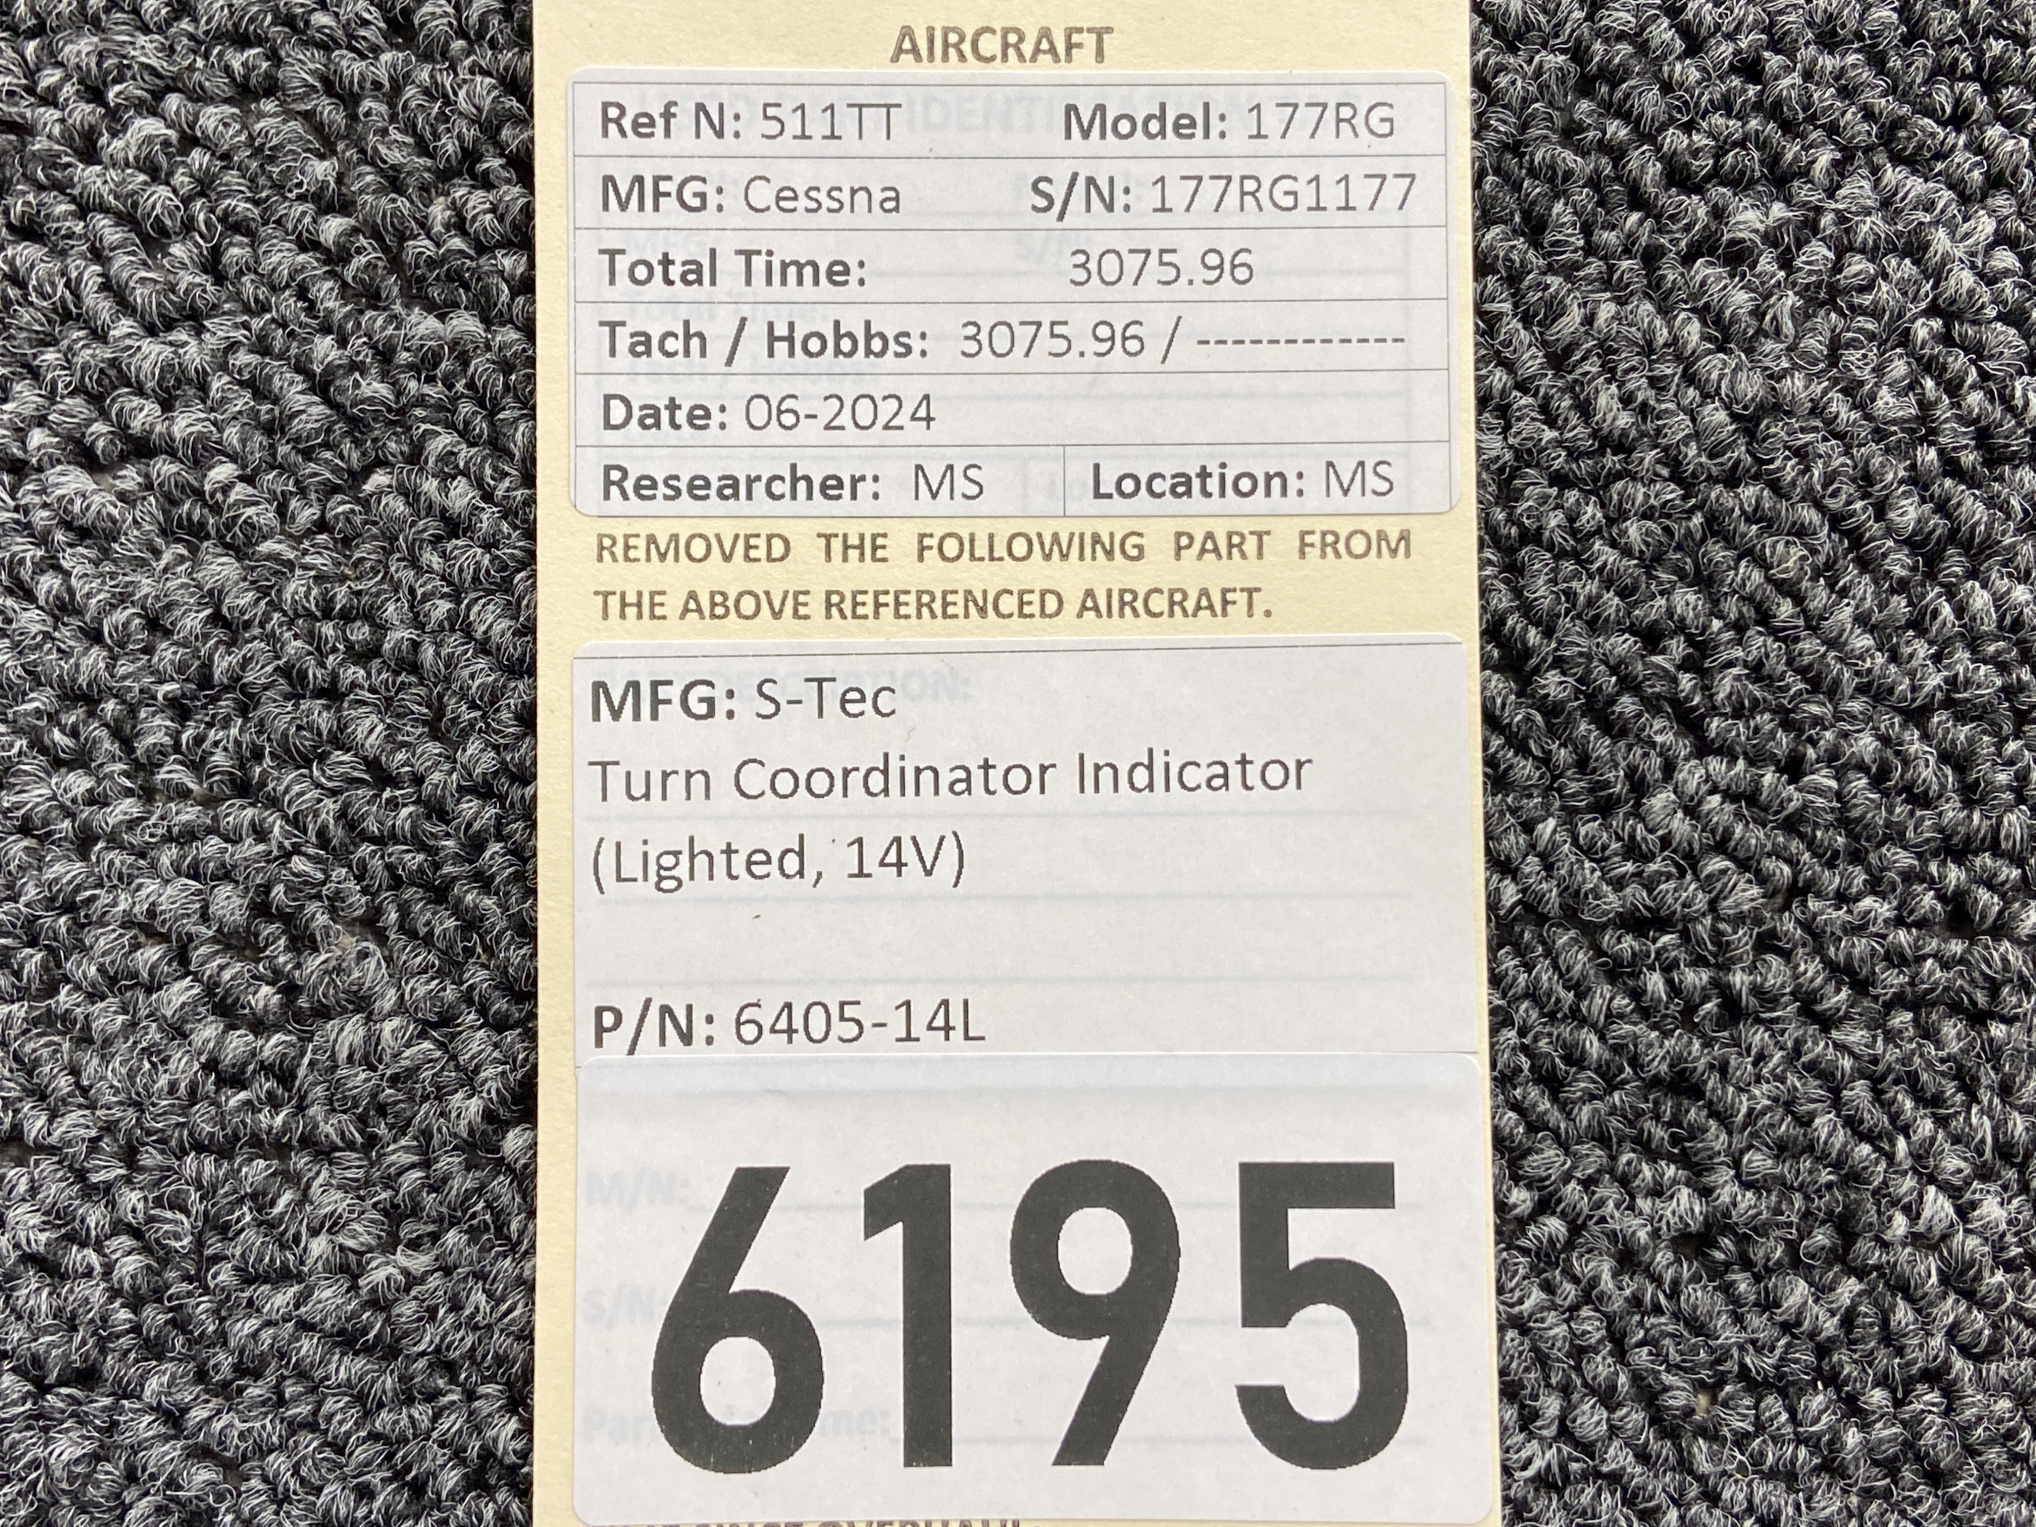 AIRCRAFT
Ref N: 511TT Model: 177RG
MFG: Cessna S/N: 177RG1177
Total Time: 3075.96
Tach / Hobbs: 3075.96 / ------------
Date: 06-2024
Researcher: MS Location: MS
REMOVED THE FOLLOWING PART FROM
THE ABOVE REFERENCED AIRCRAFT.
MFG: S-Tec
Turn Coordinator Indicator
(Lighted, 14V)
P/N: 6405-14L
M/N:
S/N:
6195